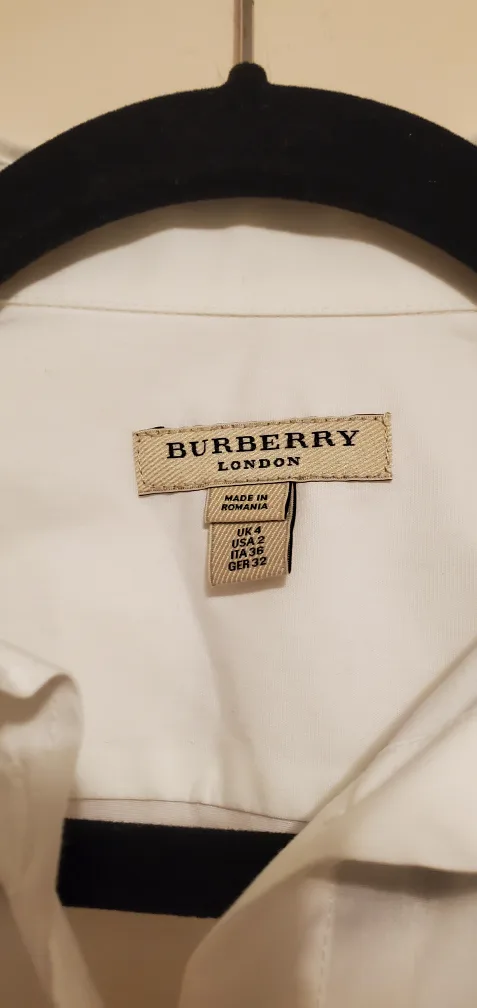 BURBERRY
LONDON
MADE IN
ROMANIA
UK 4
USA 2
ITA 36
GER 32